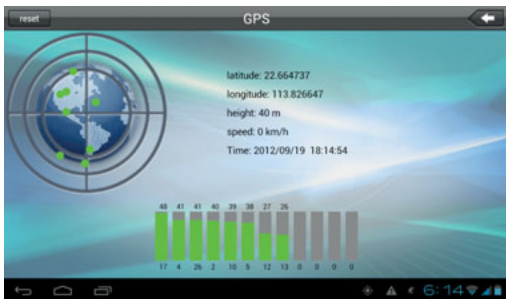 reset
GPS
latitude: 22.664737
longitude: 113.826647
height: 40 m
speed: 0 km/h
Time: 2012/09/19 18:14:54
48 41 41 40 39 38 27 26
17 4 26 2 10 5 12 13 0 0 0 0
6:14